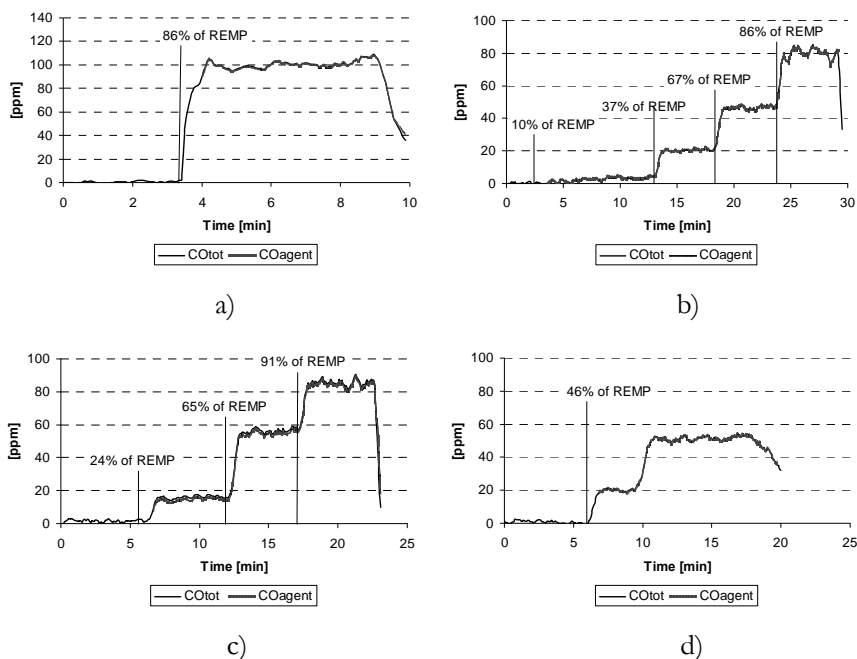 140
120
100
80
60
40
20
0
[ppm]
86% of REMP
0 2 4 6 8 10
Time [min]
COtot COagent
a)
100
80
60
40
20
0
[ppm]
10% of REMP
37% of REMP
67% of REMP
86% of REMP
0 5 10 15 20 25 30
Time [min]
COtot COagent
b)
100
80
60
40
20
0
[ppm]
24% of REMP
65% of REMP
91% of REMP
0 5 10 15 20 25
Time [min]
COtot COagent
c)
100
80
60
40
20
0
[ppm]
46% of REMP
0 5 10 15 20 25
Time [min]
COtot COagent
d)